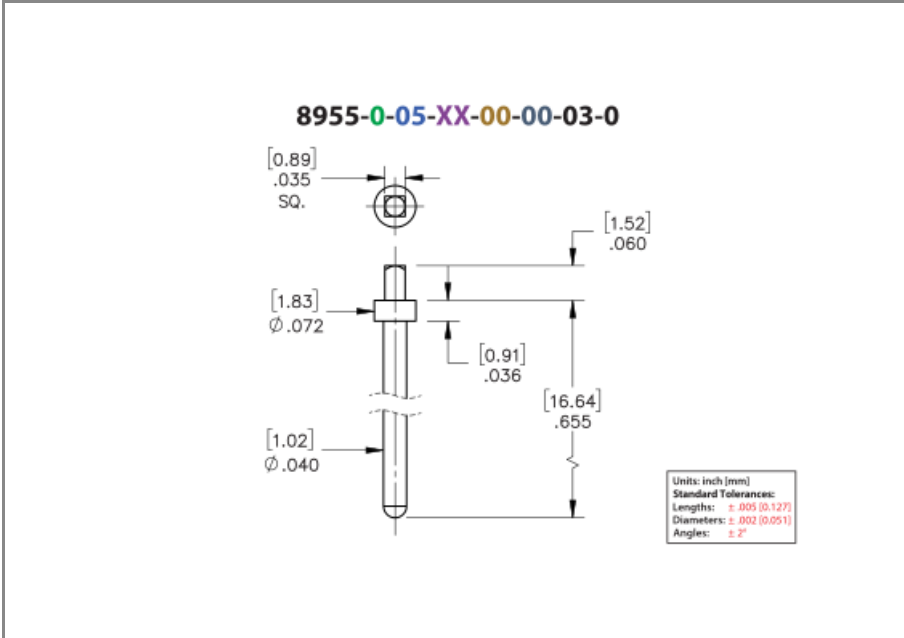 8955-0-05-XX-00-00-03-0
[0.89]
.035
SQ.
[1.52]
.060
[1.83]
∅.072
[0.91]
.036
[16.64]
.655
[1.02]
∅.040
Units: inch [mm]
Standard Tolerances:
Lengths: ± .005 [0.127]
Diameters: ± .002 [0.051]
Angles: ± 2°